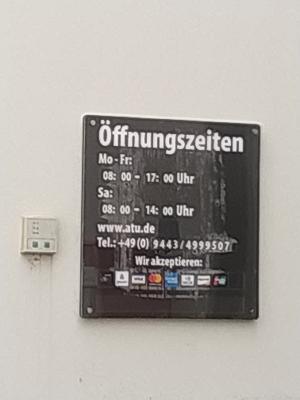 Öffnungszeiten
Mo - Fr:
08: 00 - 17: 00 Uhr
Sa:
08: 00 - 14: 00 Uhr
www.atu.de
Tel.: +49 (0) 9443 / 4999507
Wir akzeptieren: